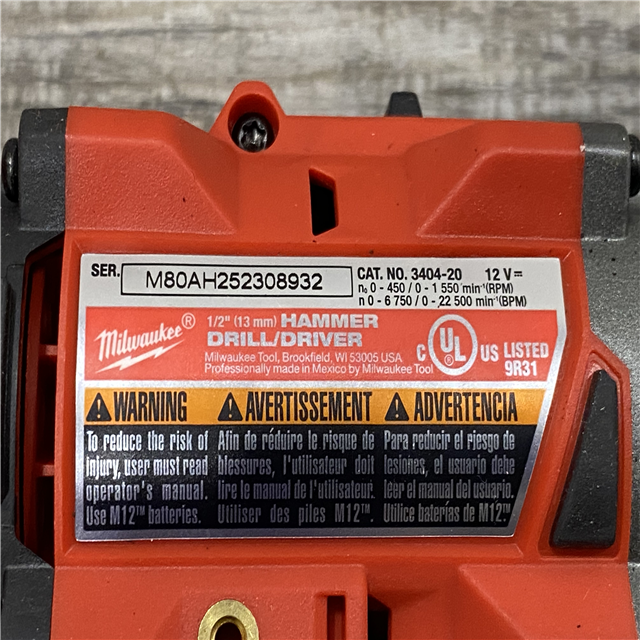 SER. M80AH252308932 CAT. NO. 3404-20 12 V⎓
n₀ 0 - 450 / 0 - 1 550 min⁻¹(RPM)
n 0 - 6 750 / 0 - 22 500 min⁻¹(BPM)
Milwaukee®
1/2" (13 mm) HAMMER
DRILL/DRIVER
Milwaukee Tool, Brookfield, WI 53005 USA
Professionally made in Mexico by Milwaukee Tool
C UL® US LISTED
9R31
WARNING
To reduce the risk of
injury, user must read
operator's manual.
Use M12™ batteries.
AVERTISSEMENT
Afin de réduire le risque de
blessures, l'utilisateur doit
lire le manuel de l'utilisateur.
Utiliser des piles M12™.
ADVERTENCIA
Para reducir el riesgo de
lesiones, el usuario debe
leer el manual del usuario.
Utilice baterías de M12™.